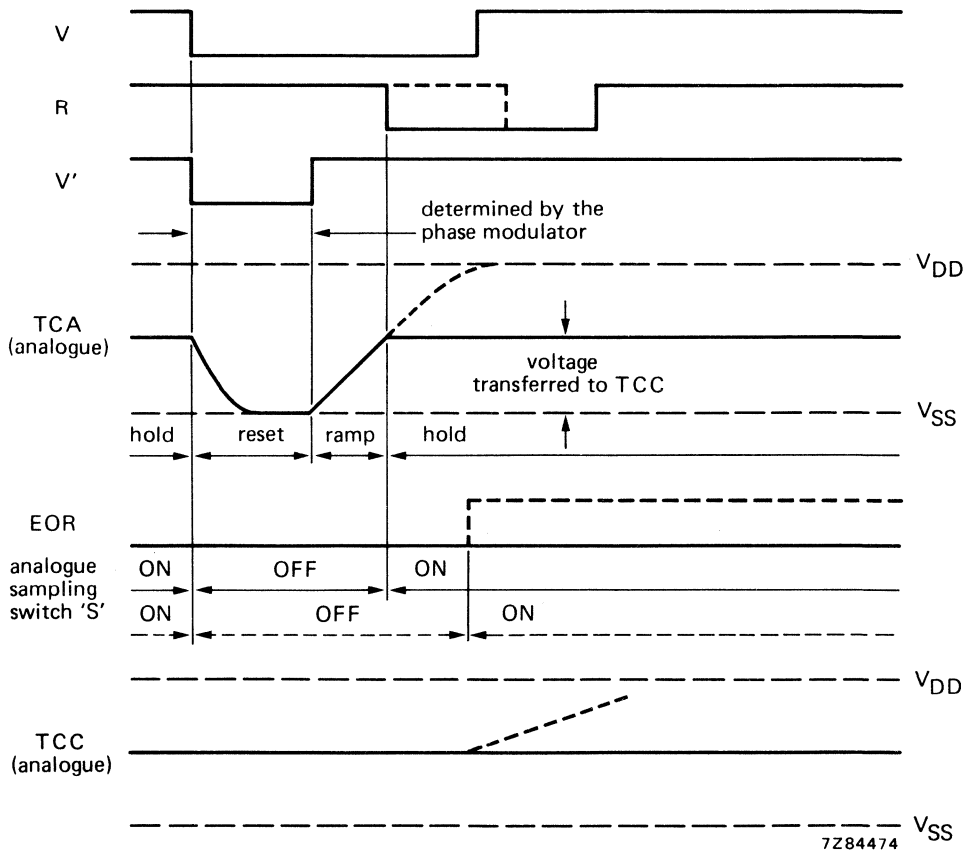 V
R
V'
determined by the
phase modulator
VDD
TCA
(analogue)
voltage
transferred to TCC
VSS
hold reset ramp hold
EOR
analogue
sampling
switch 'S'
ON OFF ON
ON OFF ON
VDD
TCC
(analogue)
VSS
7Z84474